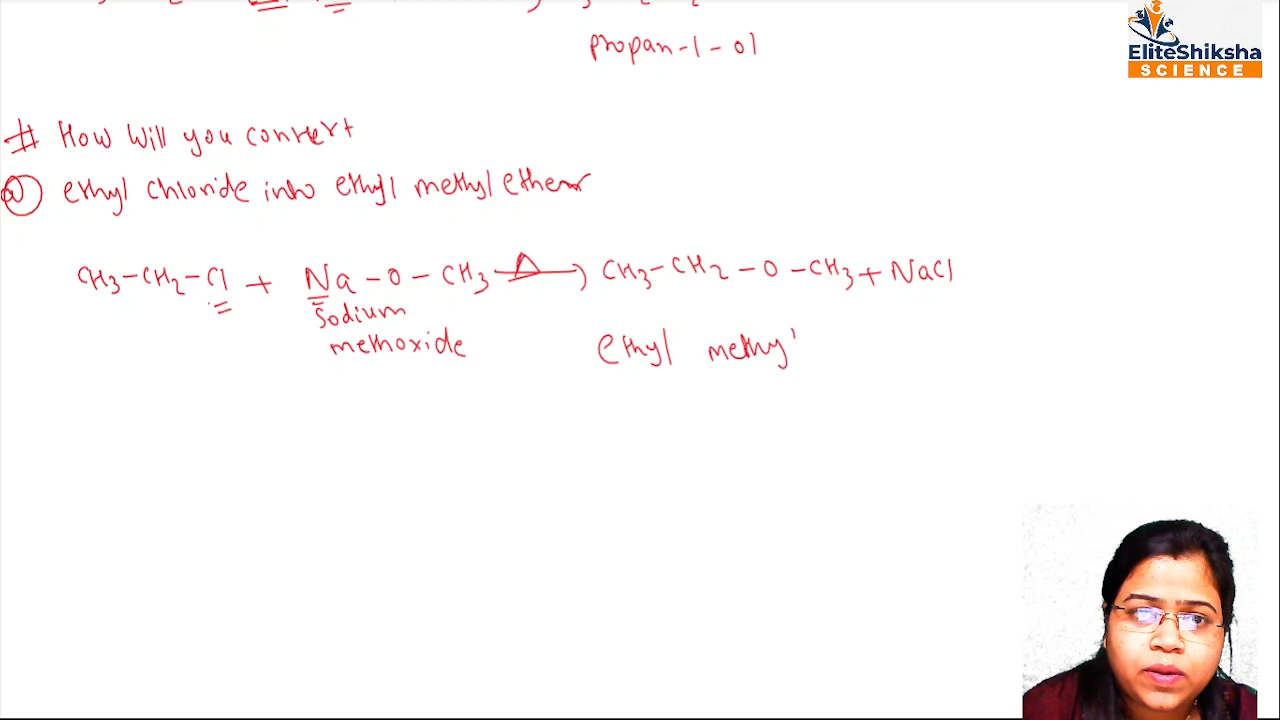 propan-1-ol
EliteShiksha
SCIENCE
# How will you convert
(a) ethyl chloride into ethyl methyl ether
CH3-CH2-Cl + Na-O-CH3 △→ CH3-CH2-O-CH3+NaCl
Sodium
methoxide
ethyl methy